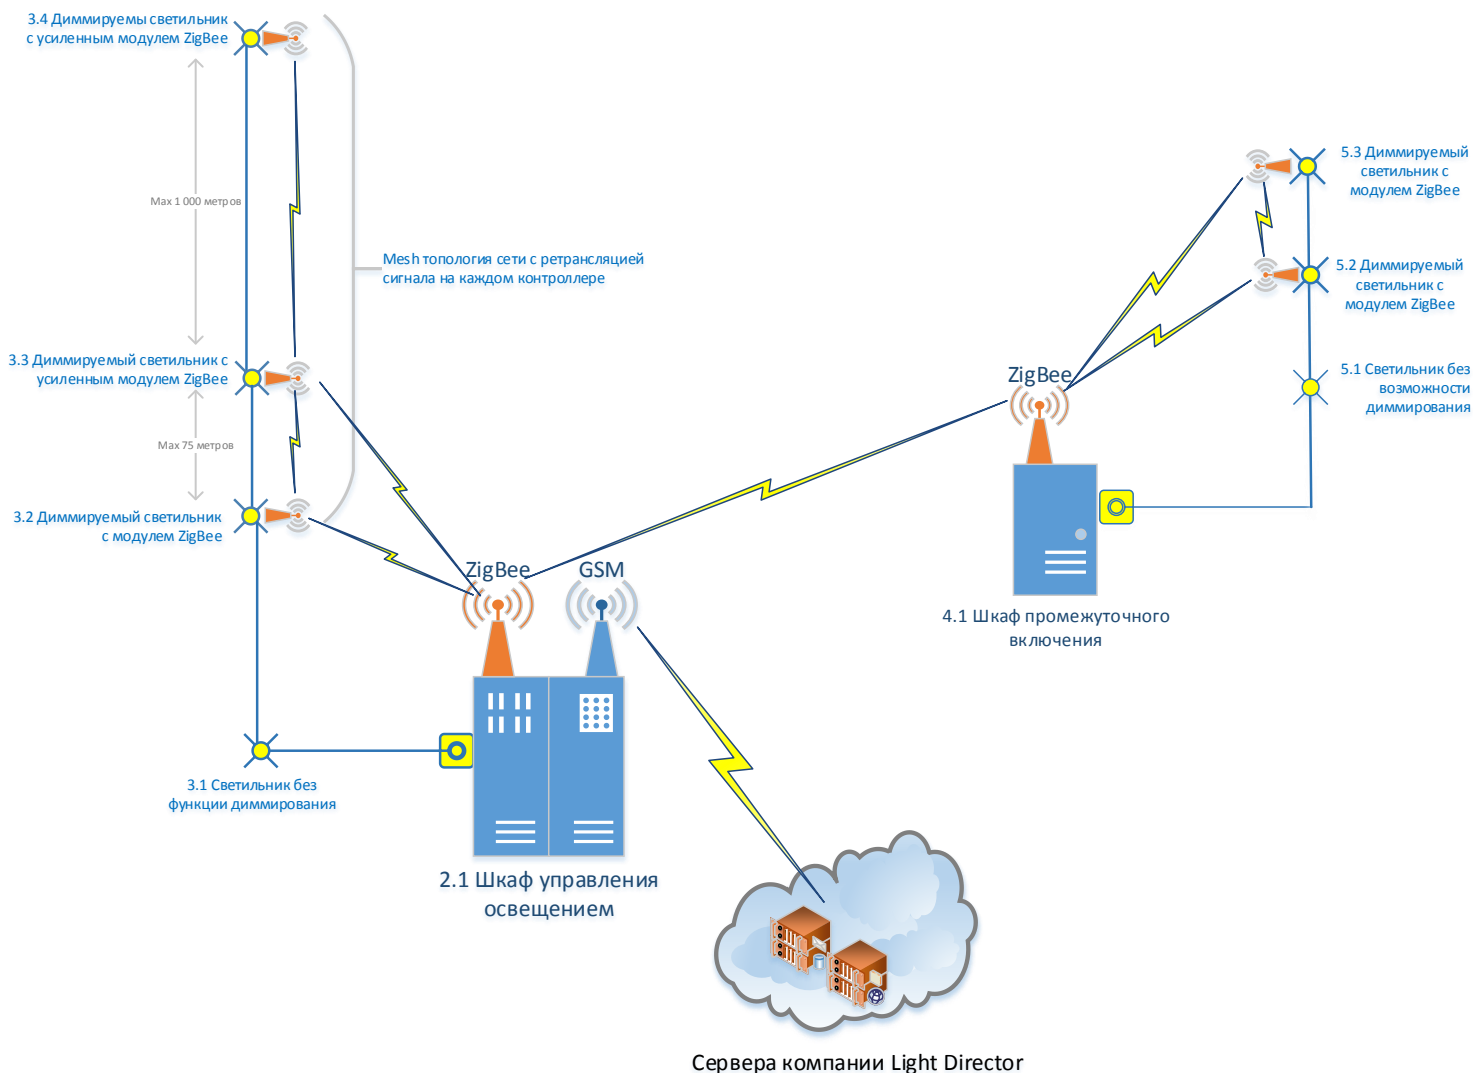 3.4 Диммируемы светильник
с усиленным модулем ZigBee
Max 1 000 метров
Mesh топология сети с ретрансляцией
сигнала на каждом контроллере
3.3 Диммируемый светильник с
усиленным модулем ZigBee
Max 75 метров
3.2 Диммируемый светильник
с модулем ZigBee
3.1 Светильник без
функции диммирования
ZigBee
GSM
2.1 Шкаф управления
освещением
ZigBee
4.1 Шкаф промежуточного
включения
5.3 Диммируемый
светильник с
модулем ZigBee
5.2 Диммируемый
светильник с
модулем ZigBee
5.1 Светильник без
возможности
диммирования
Сервера компании Light Director